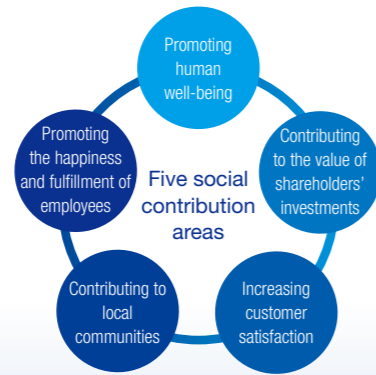 Promoting
human
well-being
Contributing
to the value of
shareholders'
investments
Increasing
customer
satisfaction
Contributing to
local
communities
Promoting
the happiness
and fulfillment of
employees
Five social
contribution
areas